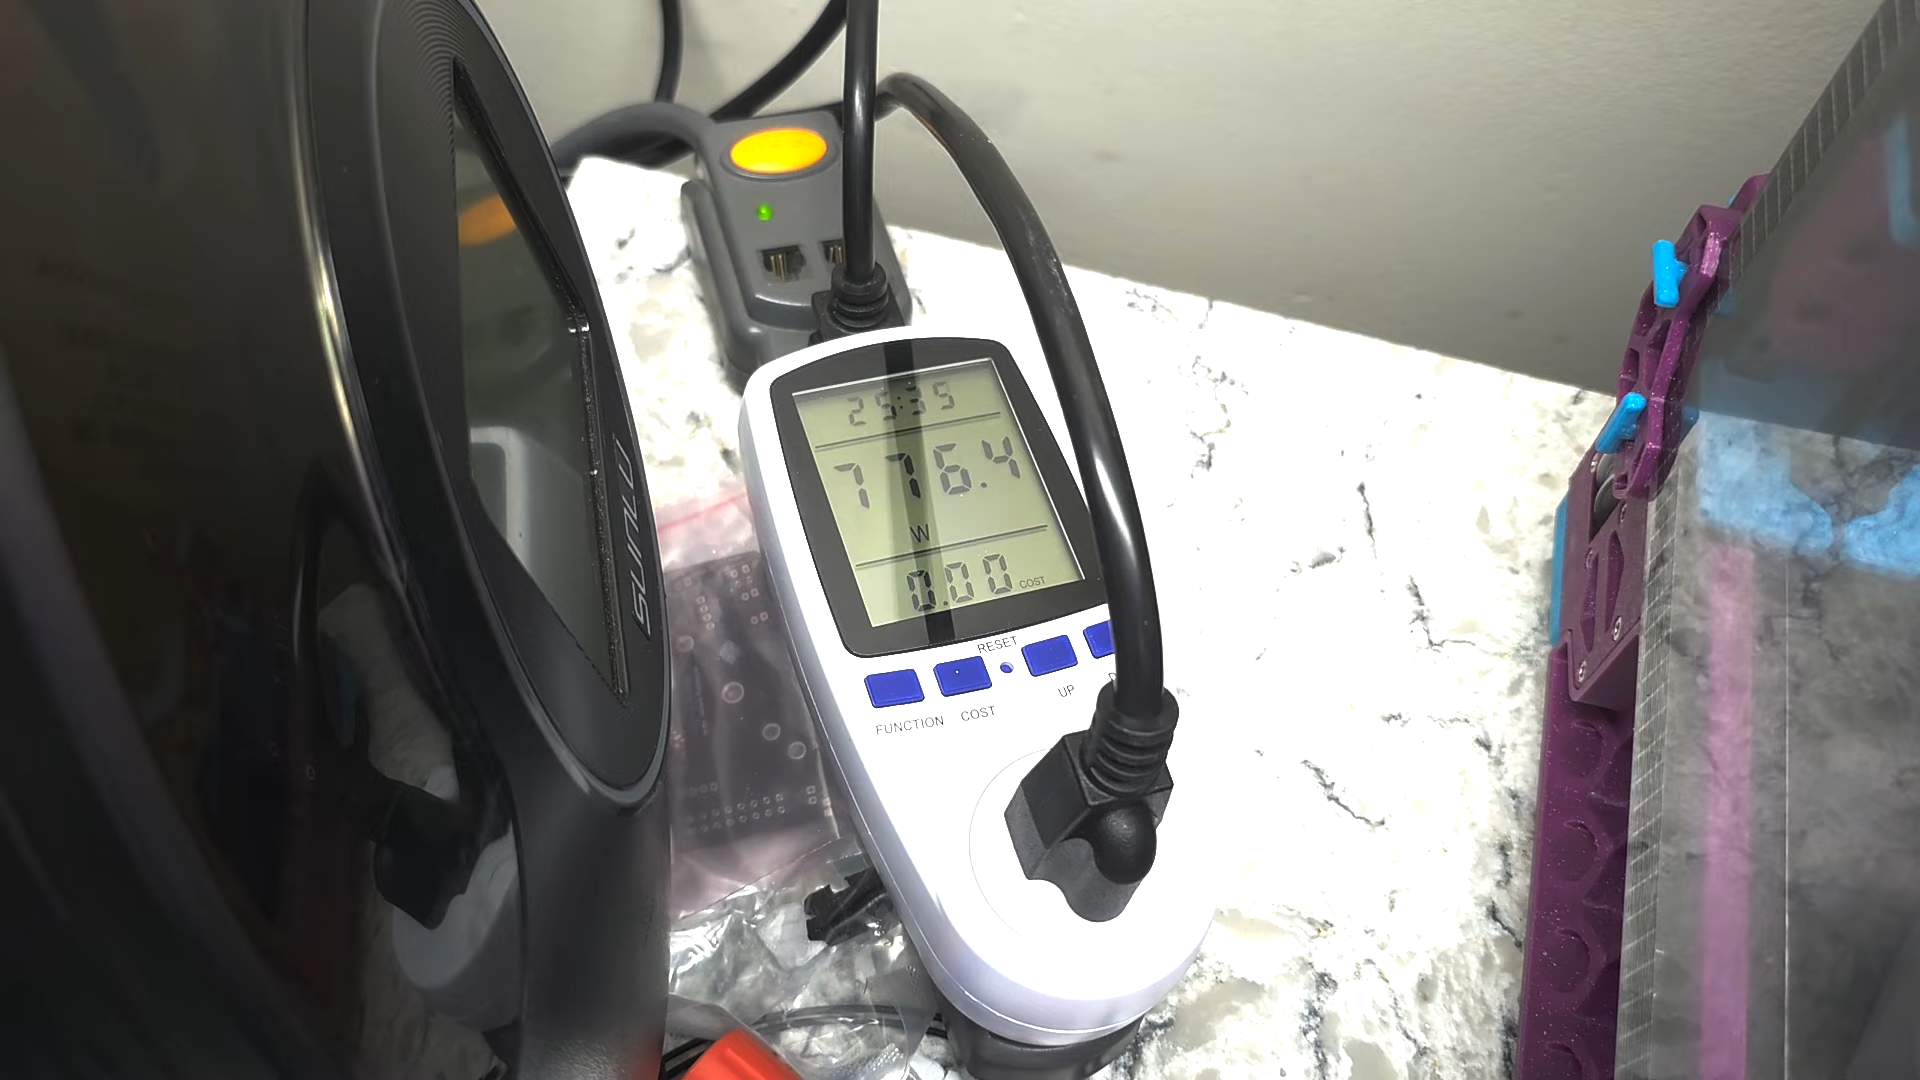 25:35
776.4
W
0.00 COST
RESET
UP
FUNCTION COST
SUNLU